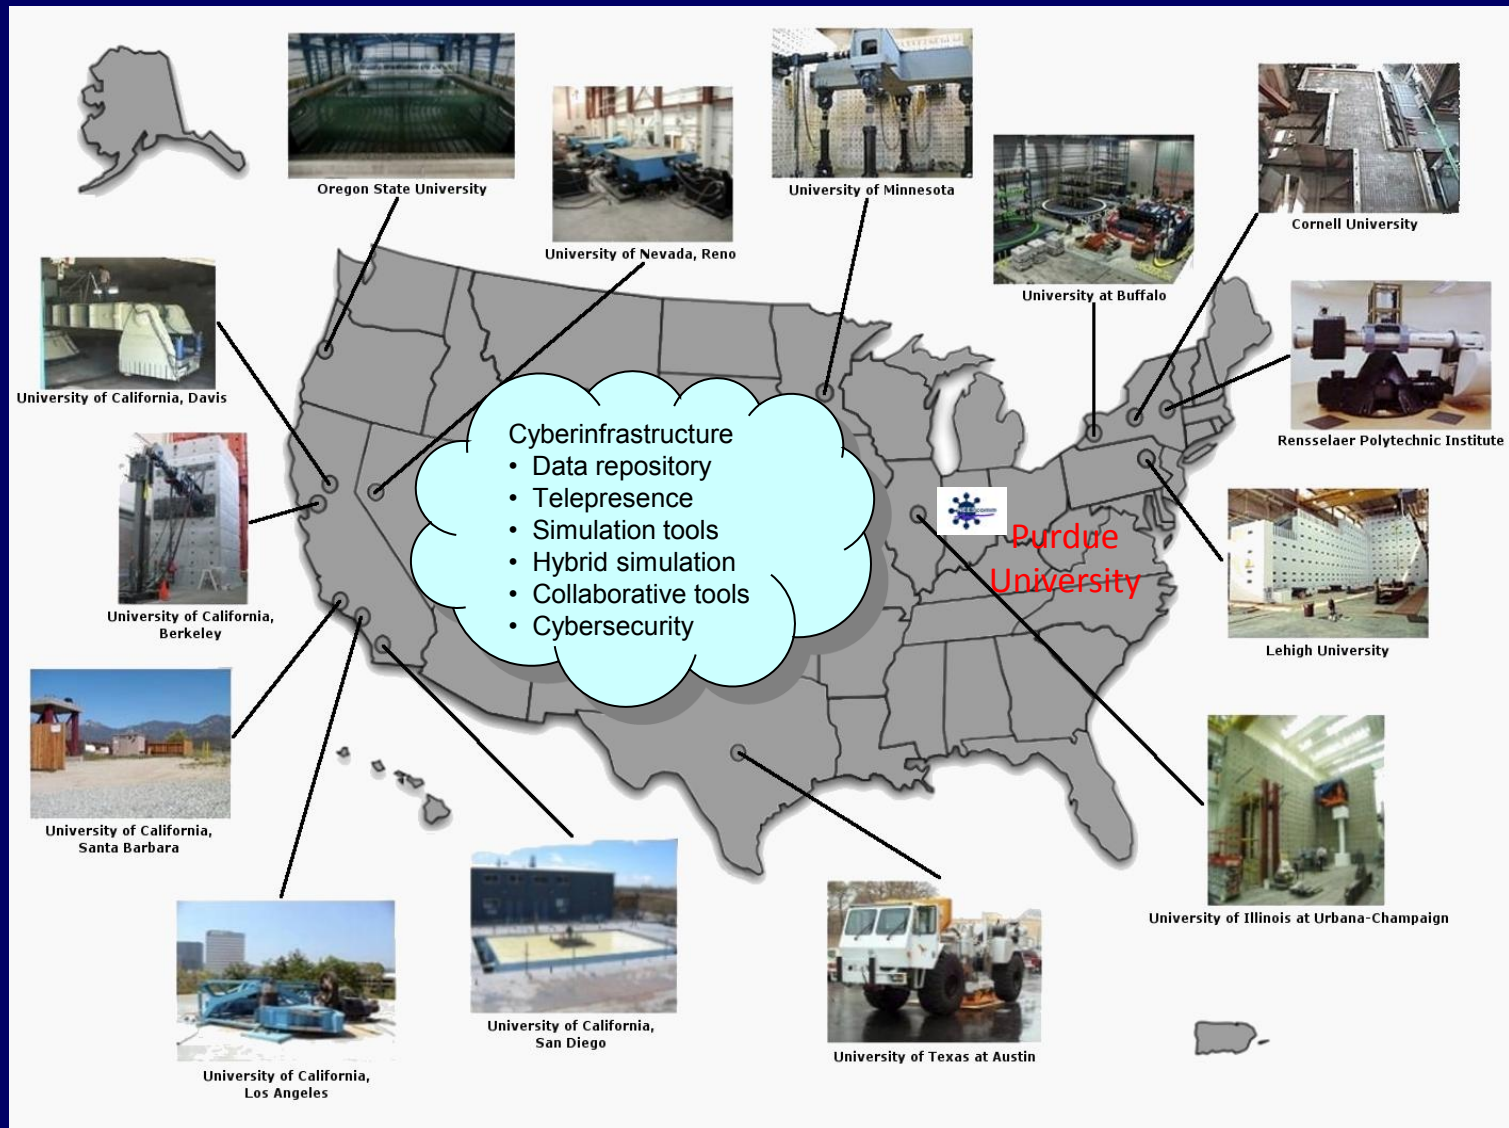 Oregon State University
University of Nevada, Reno
University of Minnesota
University at Buffalo
Cornell University
University of California, Davis
Rensselaer Polytechnic Institute
Cyberinfrastructure
• Data repository
• Telepresence
• Simulation tools
• Hybrid simulation
• Collaborative tools
• Cybersecurity
NEEScomm
Purdue
University
University of California,
Berkeley
Lehigh University
University of California,
Santa Barbara
University of Illinois at Urbana-Champaign
University of California,
San Diego
University of Texas at Austin
University of California,
Los Angeles